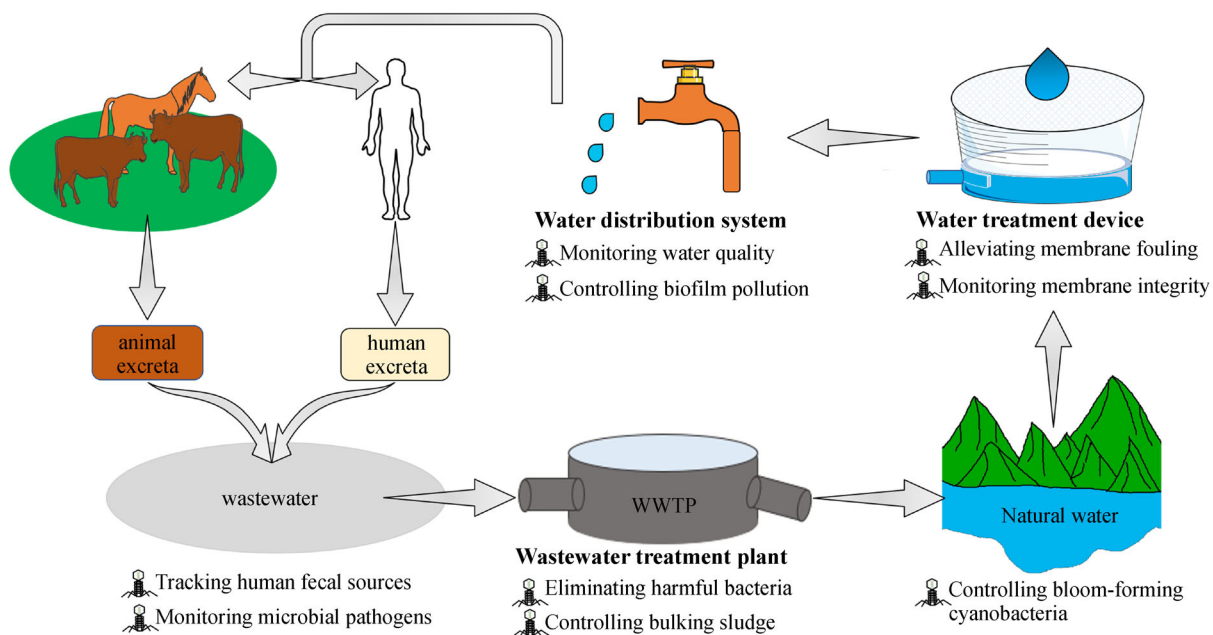 Water distribution system
Monitoring water quality
Controlling biofilm pollution
Water treatment device
Alleviating membrane fouling
Monitoring membrane integrity
animal
excreta
human
excreta
wastewater
Tracking human fecal sources
Monitoring microbial pathogens
WWTP
Wastewater treatment plant
Eliminating harmful bacteria
Controlling bulking sludge
Natural water
Controlling bloom-forming
cyanobacteria